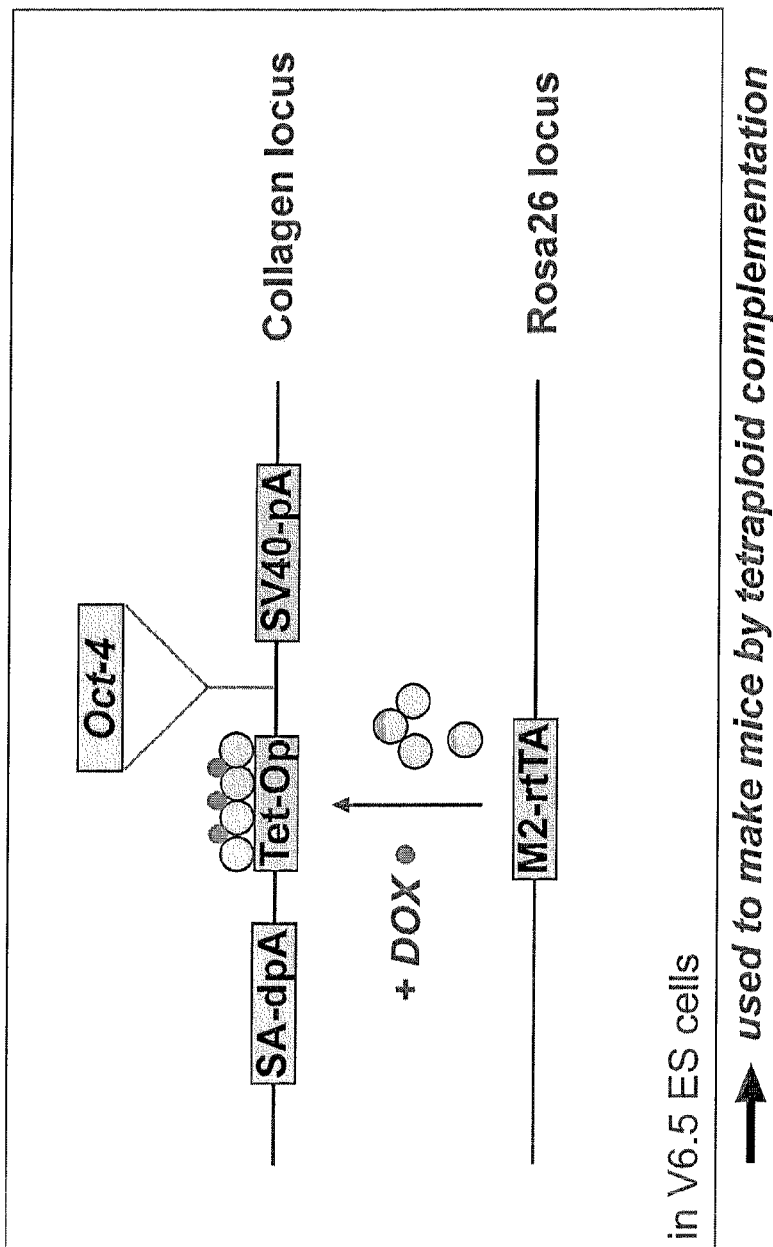 Oct-4
SA-dpA Tet-Op SV40-pA Collagen locus
+ DOX
M2-rtTA Rosa26 locus
in V6.5 ES cells
used to make mice by tetraploid complementation